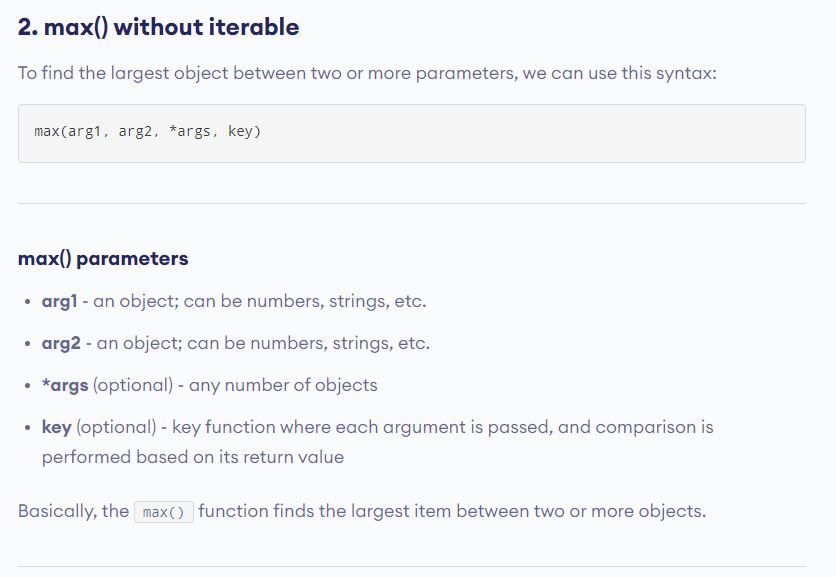 2. max() without iterable
To find the largest object between two or more parameters, we can use this syntax:
max(arg1, arg2, *args, key)
max() parameters
• arg1 - an object; can be numbers, strings, etc.
• arg2 - an object; can be numbers, strings, etc.
• *args (optional) - any number of objects
• key (optional) - key function where each argument is passed, and comparison is
performed based on its return value
Basically, the max() function finds the largest item between two or more objects.